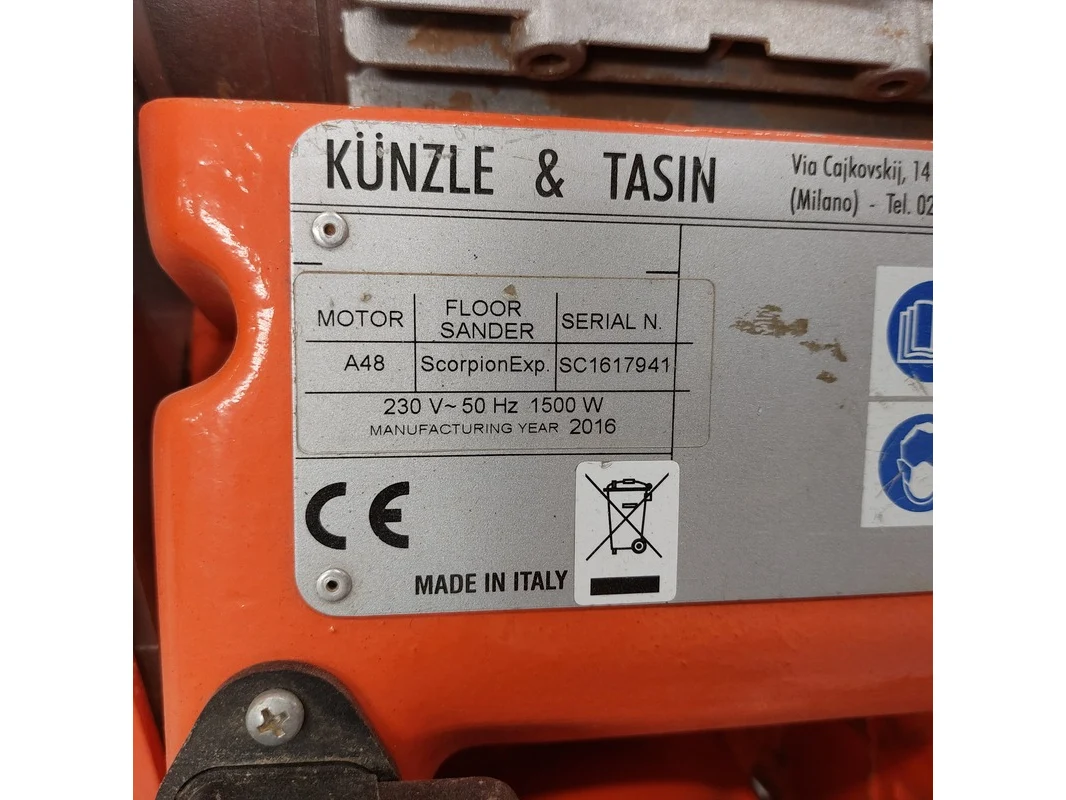 KÜNZLE & TASIN
Via Cajkovskij, 14
(Milano) - Tel. 02
MOTOR FLOOR SANDER SERIAL N.
A48 ScorpionExp. SC1617941
230 V~ 50 Hz 1500 W
MANUFACTURING YEAR 2016
CE
MADE IN ITALY